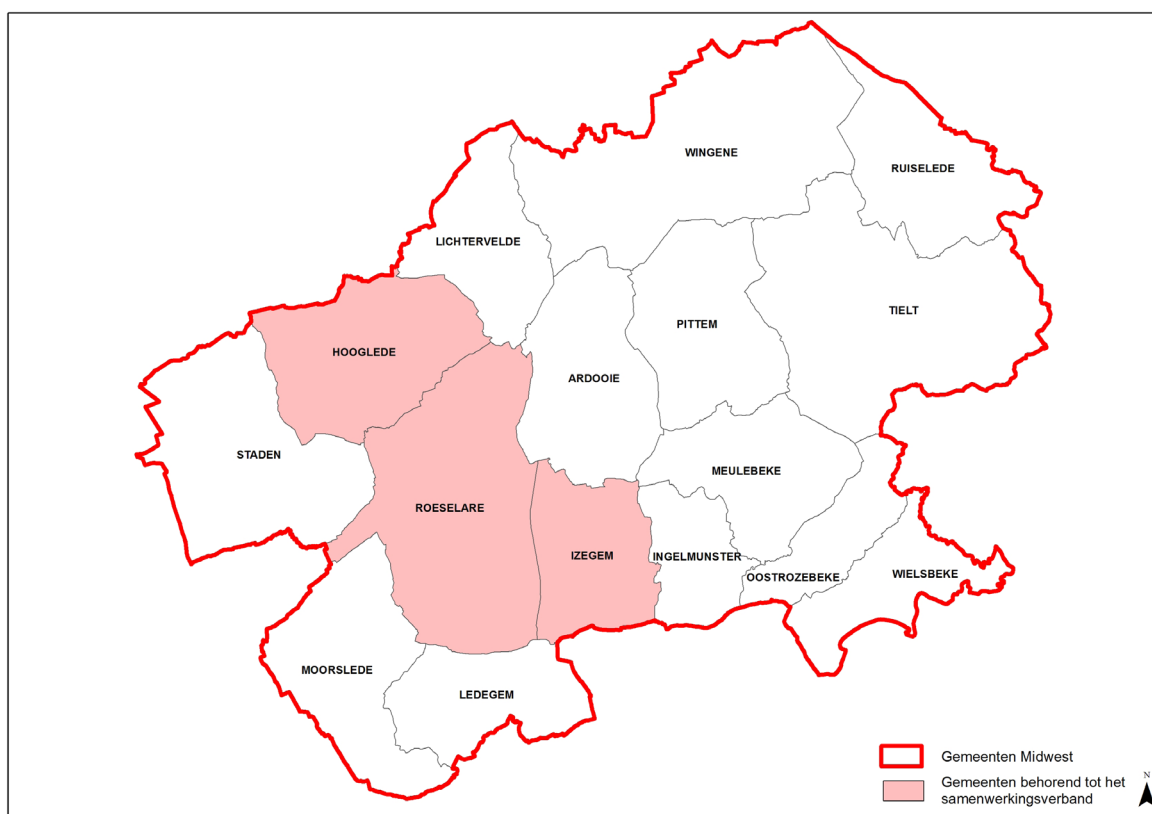 WINGENE
RUISELEDE
LICHTERVELDE
TIELT
PITTEM
HOOGLEDE
ARDOOIE
STADEN
MEULEBEKE
ROESELARE
IZEGEM
INGELMUNSTER
OOSTROZEBEKE
WIELSBEKE
MOORSLEDE
LEDEGEM
Gemeenten Midwest
Gemeenten behorend tot het
samenwerkingsverband
N